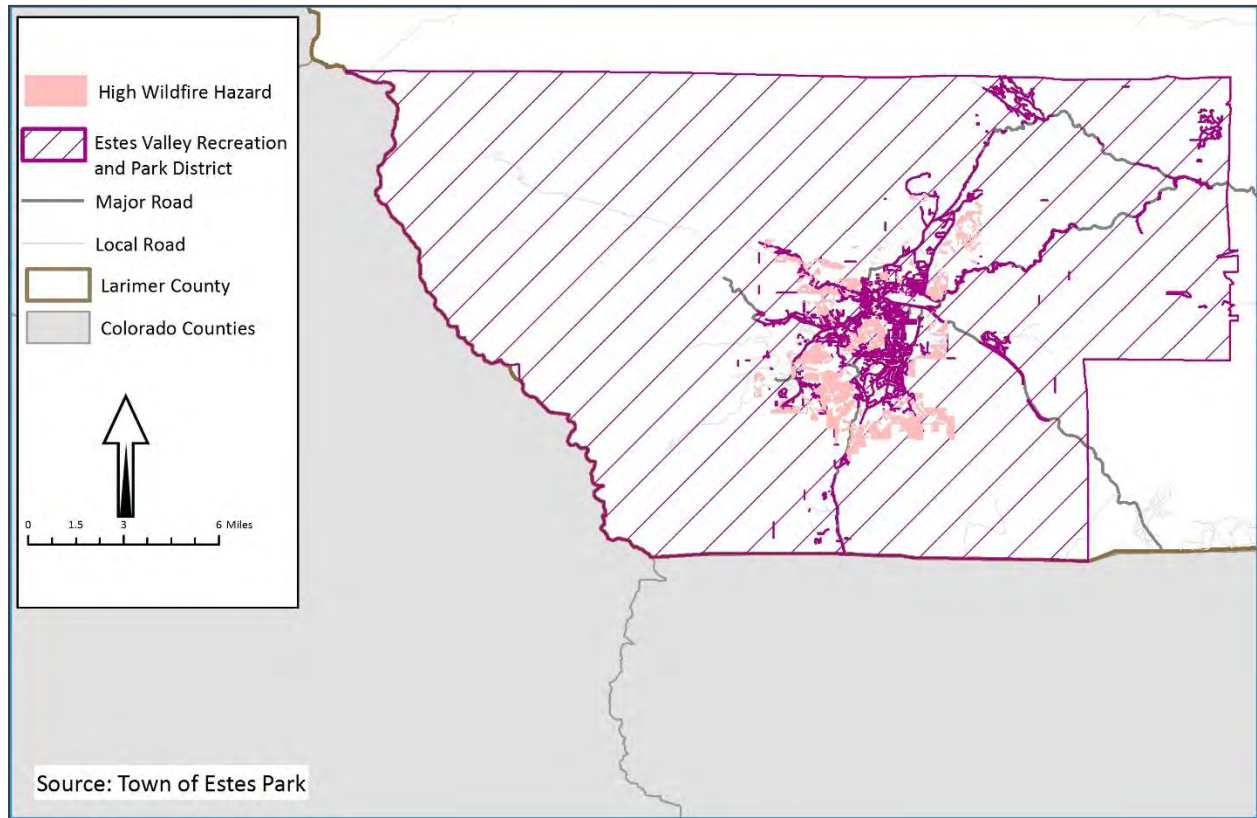 High Wildfire Hazard
Estes Valley Recreation
and Park District
Major Road
Local Road
Larimer County
Colorado Counties
0 1.5 3 6 Miles
Source: Town of Estes Park